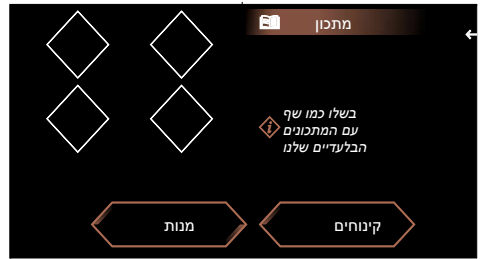 מתכון
בשלו כמו שף
עם המתכונים
הבלעדיים שלנו
קינוחים
מנות